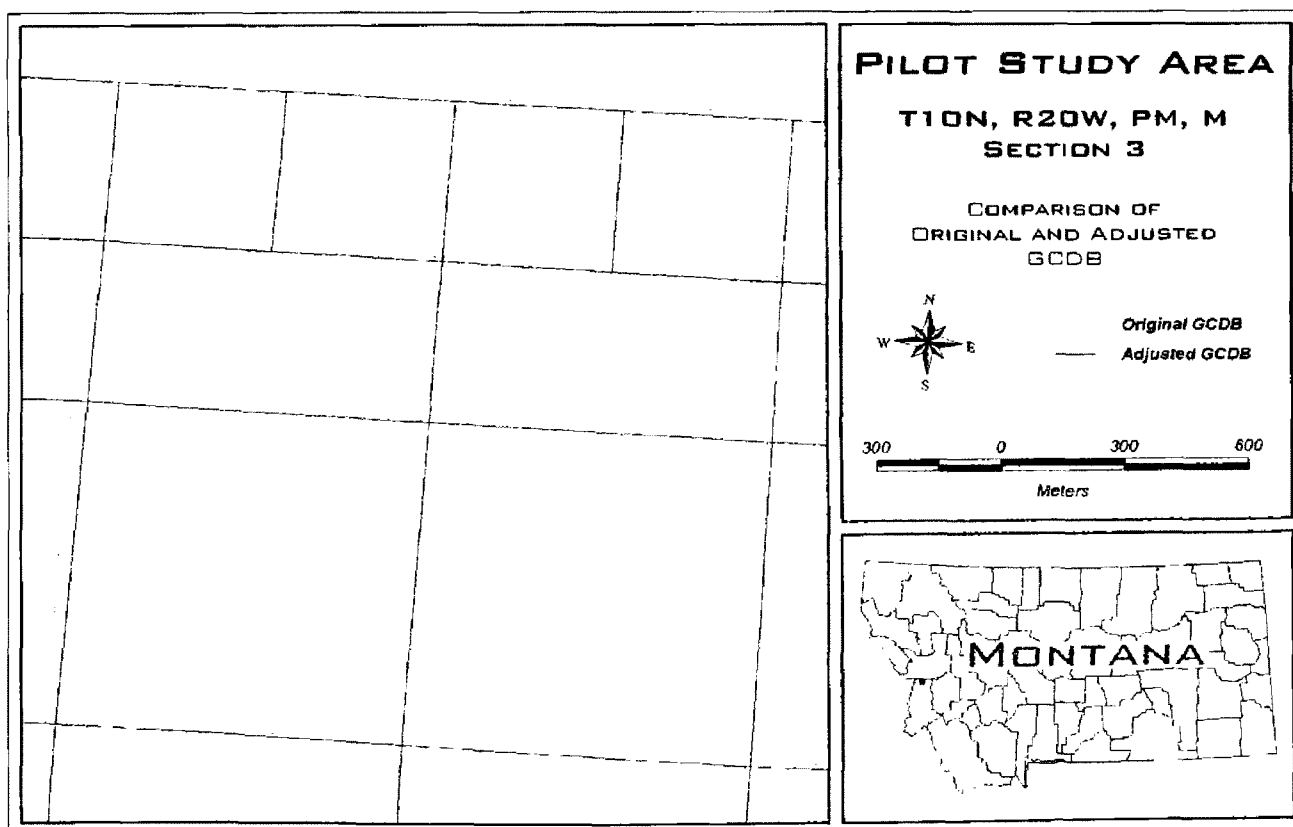 PILOT STUDY AREA
T10N, R20W, PM, M
SECTION 3
COMPARISON OF
ORIGINAL AND ADJUSTED
GCDB
N
W E
S
Original GCDB
Adjusted GCDB
300 0 300 600
Meters
MONTANA